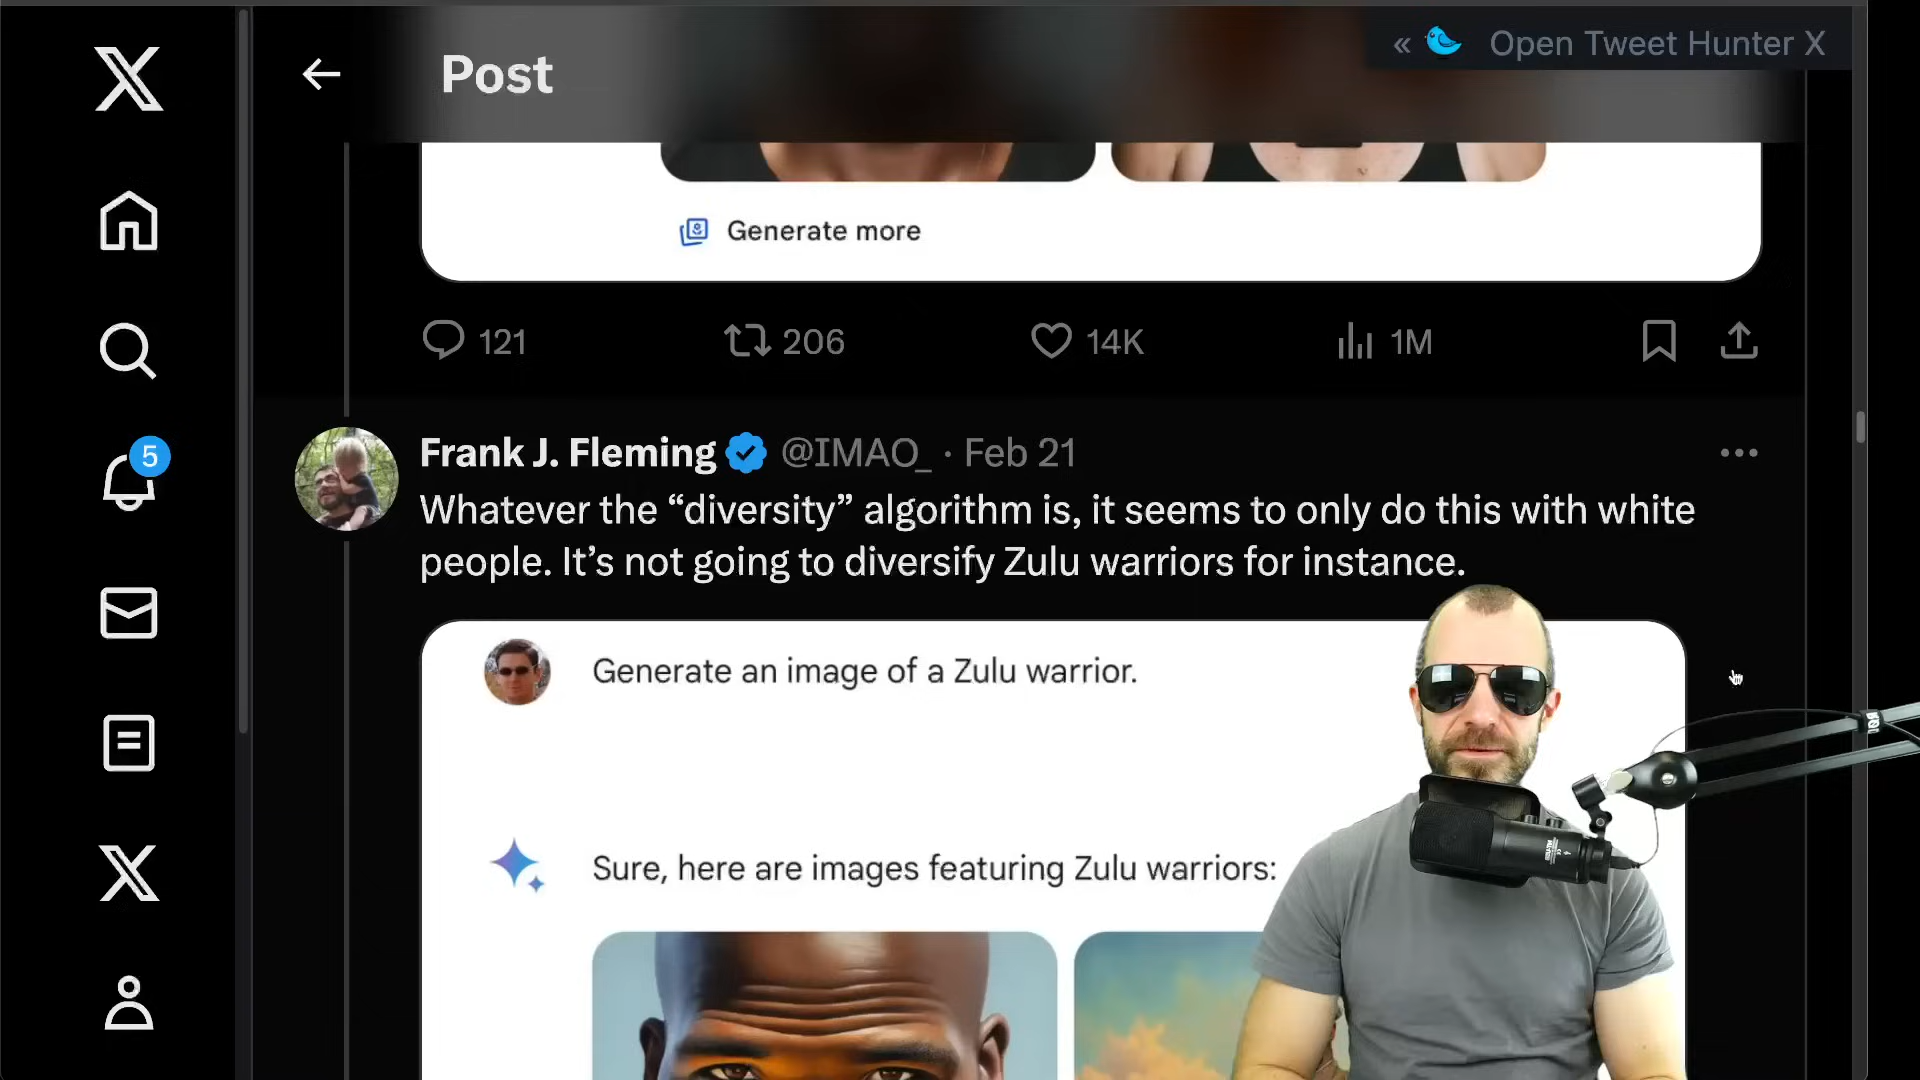 « Open Tweet Hunter X
Post
Generate more
121 206 14K 1M
5
Frank J. Fleming @IMAO_ · Feb 21
Whatever the “diversity” algorithm is, it seems to only do this with white
people. It’s not going to diversify Zulu warriors for instance.
Generate an image of a Zulu warrior.
Sure, here are images featuring Zulu warriors: